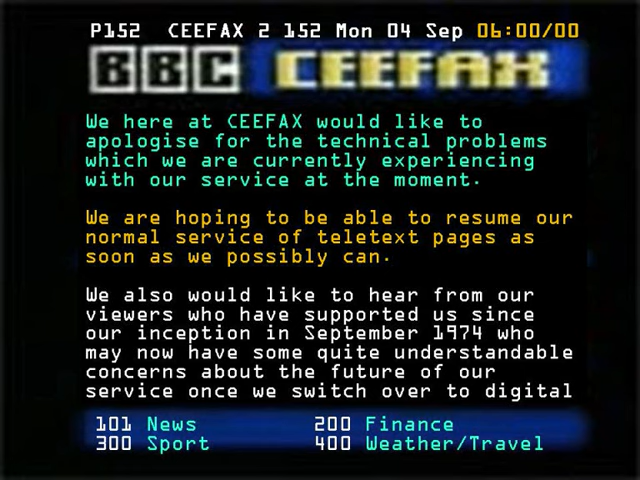 P152 CEEFAX 2 152 Mon 04 Sep 06:00/00
BBC CEEFAX
We here at CEEFAX would like to
apologise for the technical problems
which we are currently experiencing
with our service at the moment.
We are hoping to be able to resume our
normal service of teletext pages as
soon as we possibly can.
We also would like to hear from our
viewers who have supported us since
our inception in September 1974 who
may now have some quite understandable
concerns about the future of our
service once we switch over to digital
101 News 200 Finance
300 Sport 400 Weather/Travel